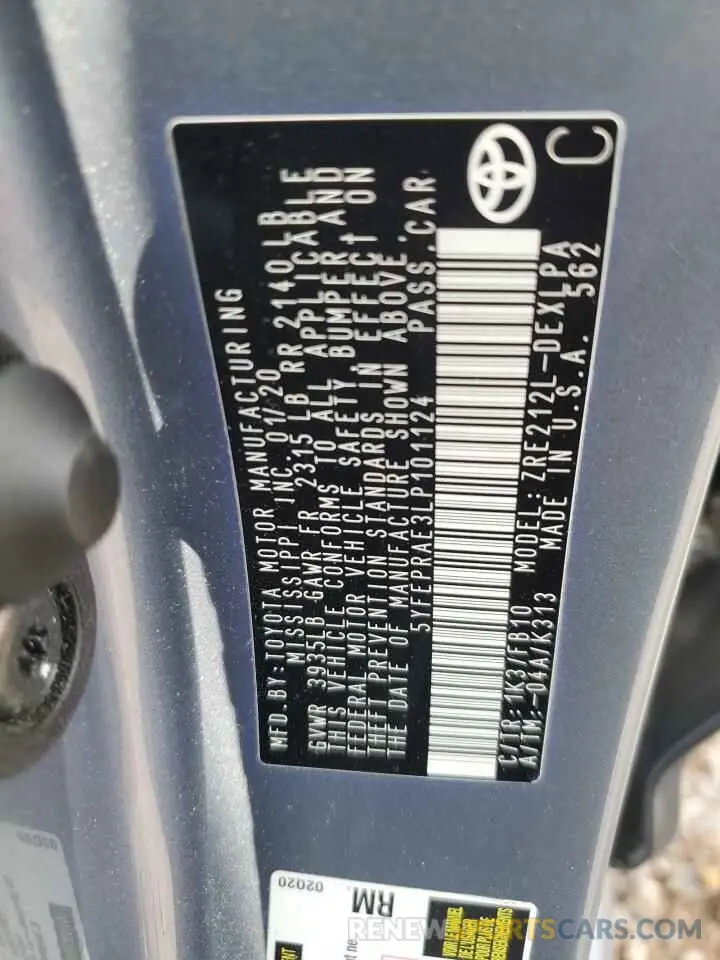 MFD. BY: TOYOTA MOTOR MANUFACTURING
MISSISSIPPI INC. 01/20
GVWR 3935LB GAWR FR 2315 LB RR 2140 LB
THIS VEHICLE CONFORMS TO ALL APPLICABLE
FEDERAL MOTOR VEHICLE SAFETY BUMPER AND
THEFT PREVENTION STANDARDS IN EFFECT ON
THE DATE OF MANUFACTURE SHOWN ABOVE.
5YFEPRAE3LP101124 PASS.CAR
C/TR:1K3/FB10 MODEL:ZRE212L-DEXLPA
A/TM:-04A/K313 MADE IN U.S.A. 562
C
02020
RM